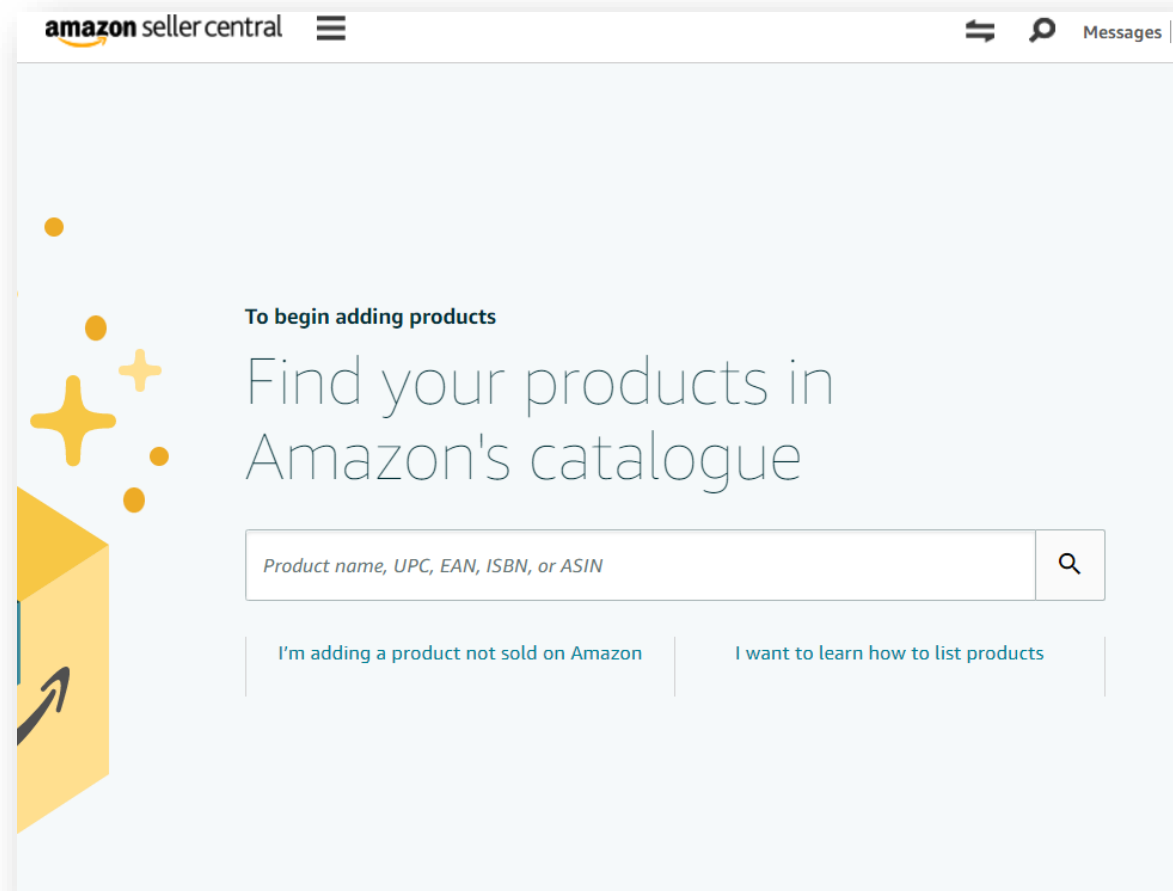 amazon seller central
Messages
To begin adding products
Find your products in
Amazon's catalogue
Product name, UPC, EAN, ISBN, or ASIN
I'm adding a product not sold on Amazon
I want to learn how to list products